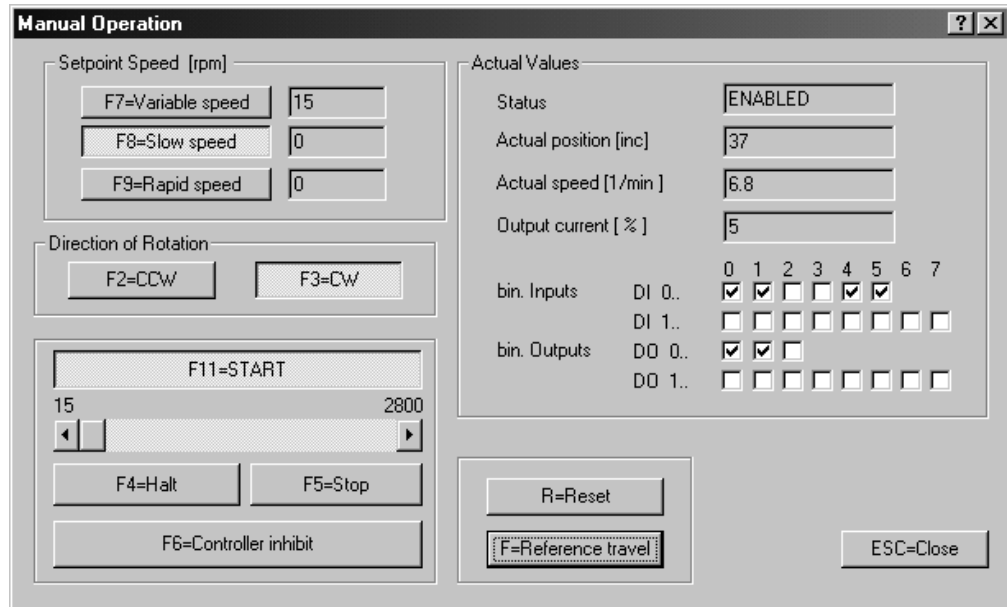 Manual Operation
Setpoint Speed [rpm]
F7=Variable speed 15
F8=Slow speed 0
F9=Rapid speed 0
Direction of Rotation
F2=CCW F3=CW
F11=START
15 2800
F4=Halt F5=Stop
F6=Controller inhibit
Actual Values
Status ENABLED
Actual position [inc] 37
Actual speed [1/min ] 6.8
Output current [ % ] 5
0 1 2 3 4 5 6 7
bin. Inputs DI 0..
DI 1..
bin. Outputs DO 0..
DO 1..
R=Reset
F=Reference travel
ESC=Close